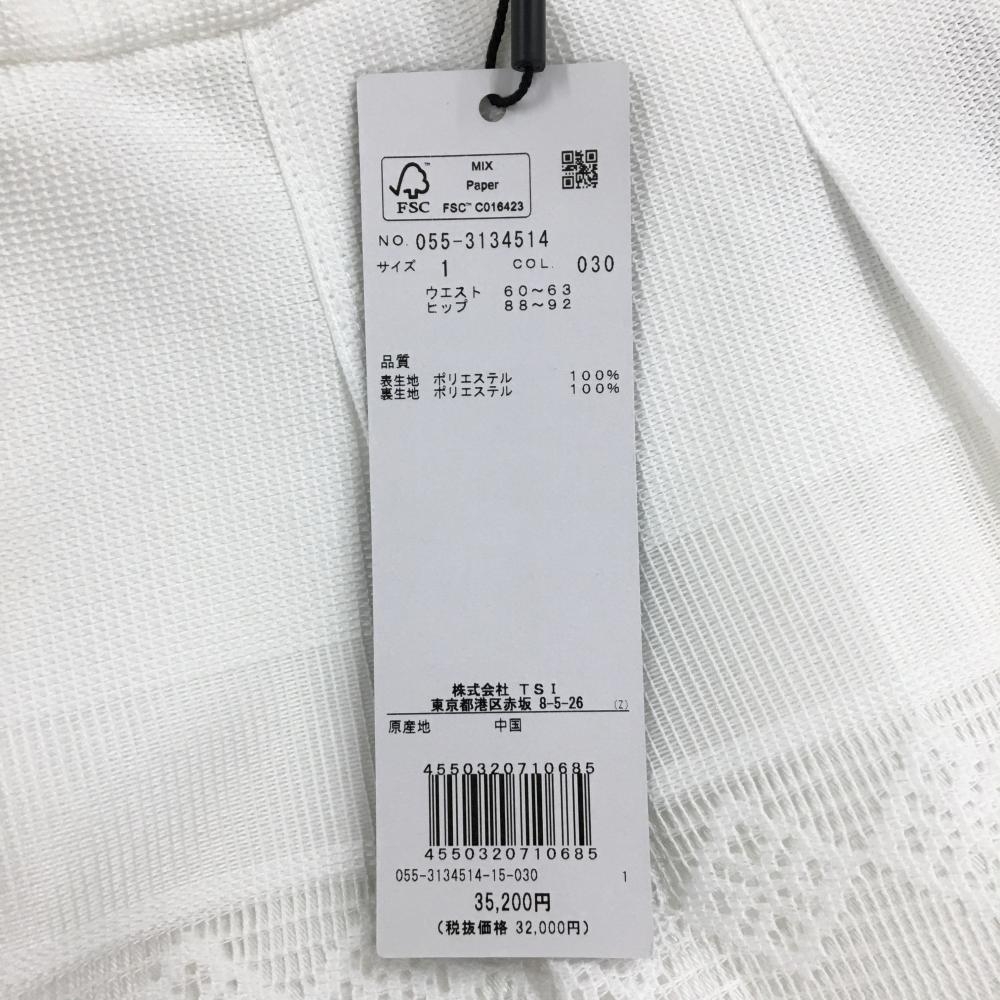 MIX
Paper
FSC™ FSC™ C016423
NO. 055-3134514
サイズ 1 COL. 030
ウエスト 60～63
ヒップ 88～92
品質
表生地 ポリエステル 100%
裏生地 ポリエステル 100%
株式会社 TSI
東京都港区赤坂 8-5-26 (Z)
原産地 中国
4550320710685
4550320710685
055-3134514-15-030 1
35,200円
(税抜価格 32,000円)